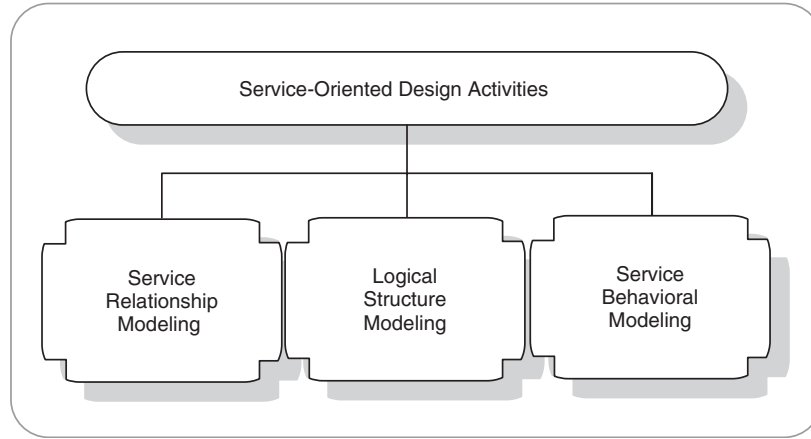 Service-Oriented Design Activities
Service
Relationship
Modeling
Logical
Structure
Modeling
Service
Behavioral
Modeling